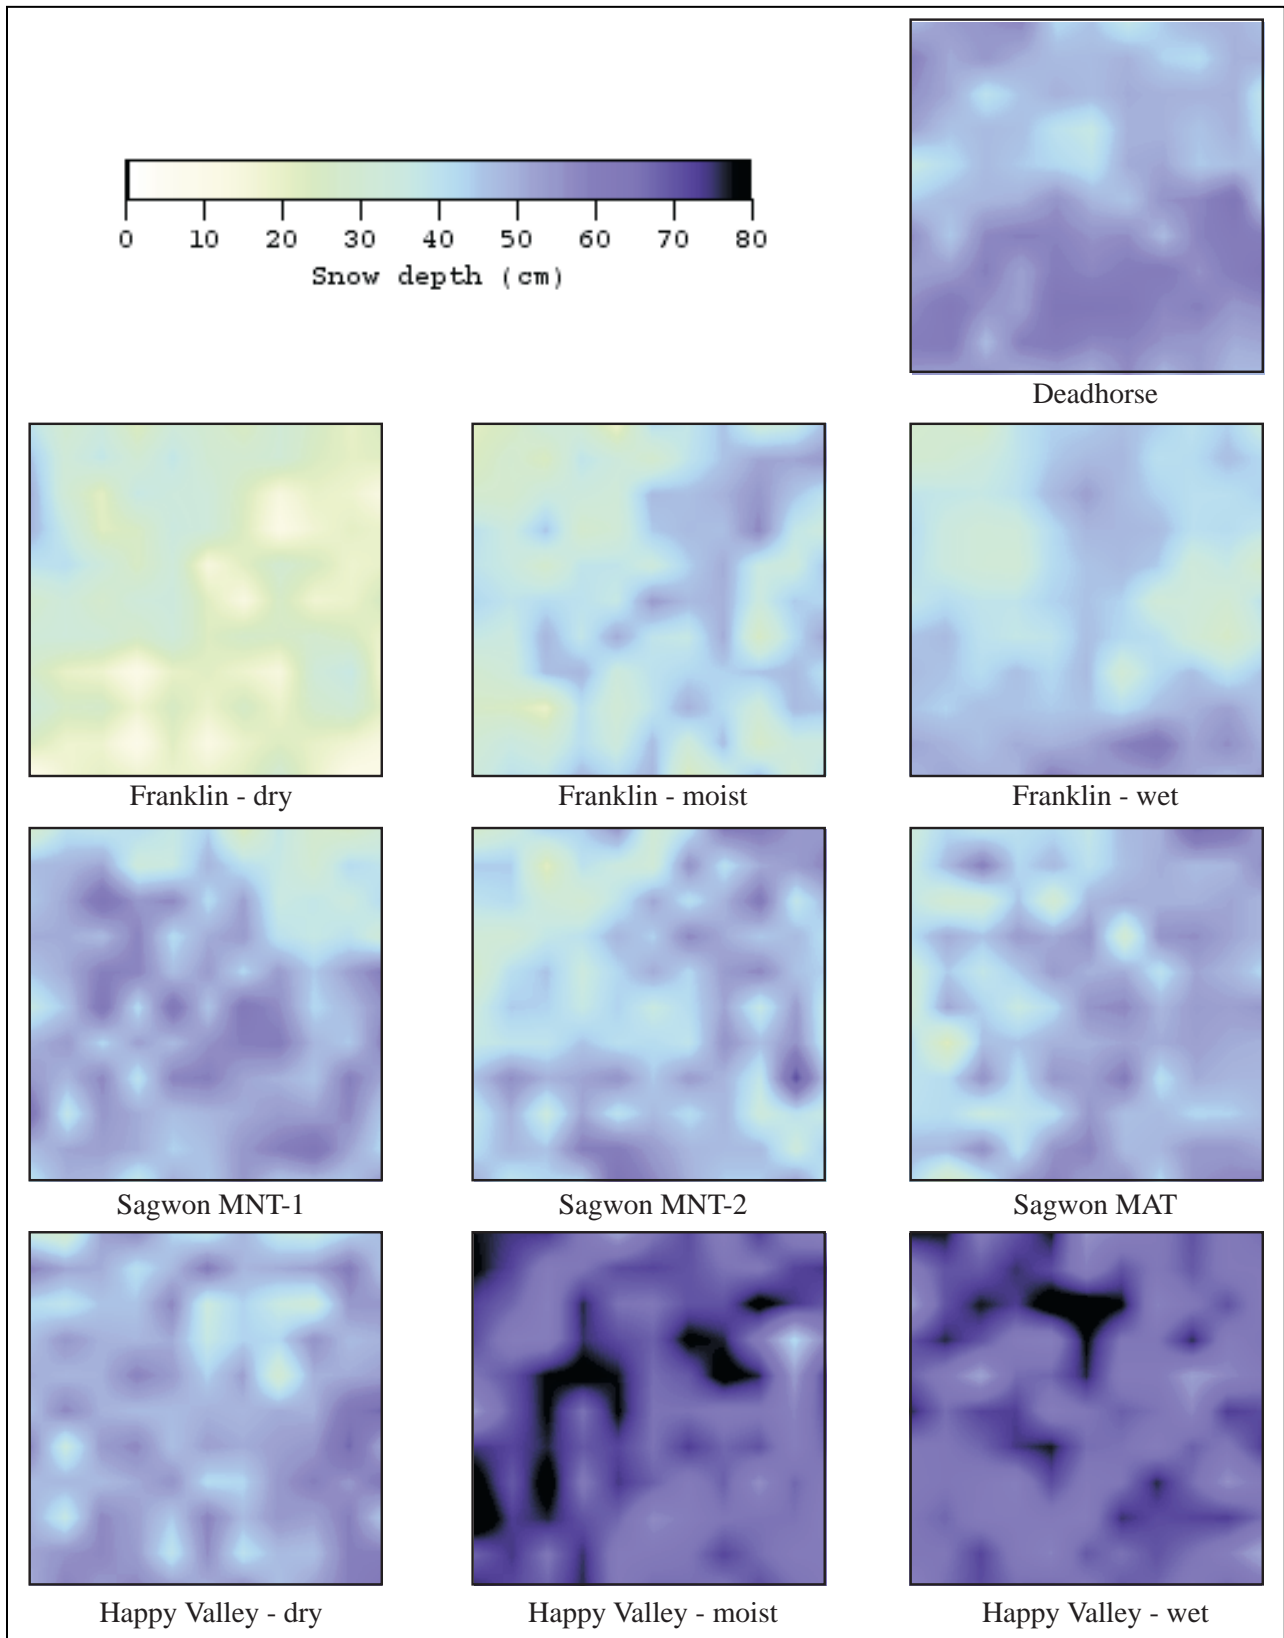 0 10 20 30 40 50 60 70 80
Snow depth (cm)
Deadhorse
Franklin - dry
Franklin - moist
Franklin - wet
Sagwon MNT-1
Sagwon MNT-2
Sagwon MAT
Happy Valley - dry
Happy Valley - moist
Happy Valley - wet